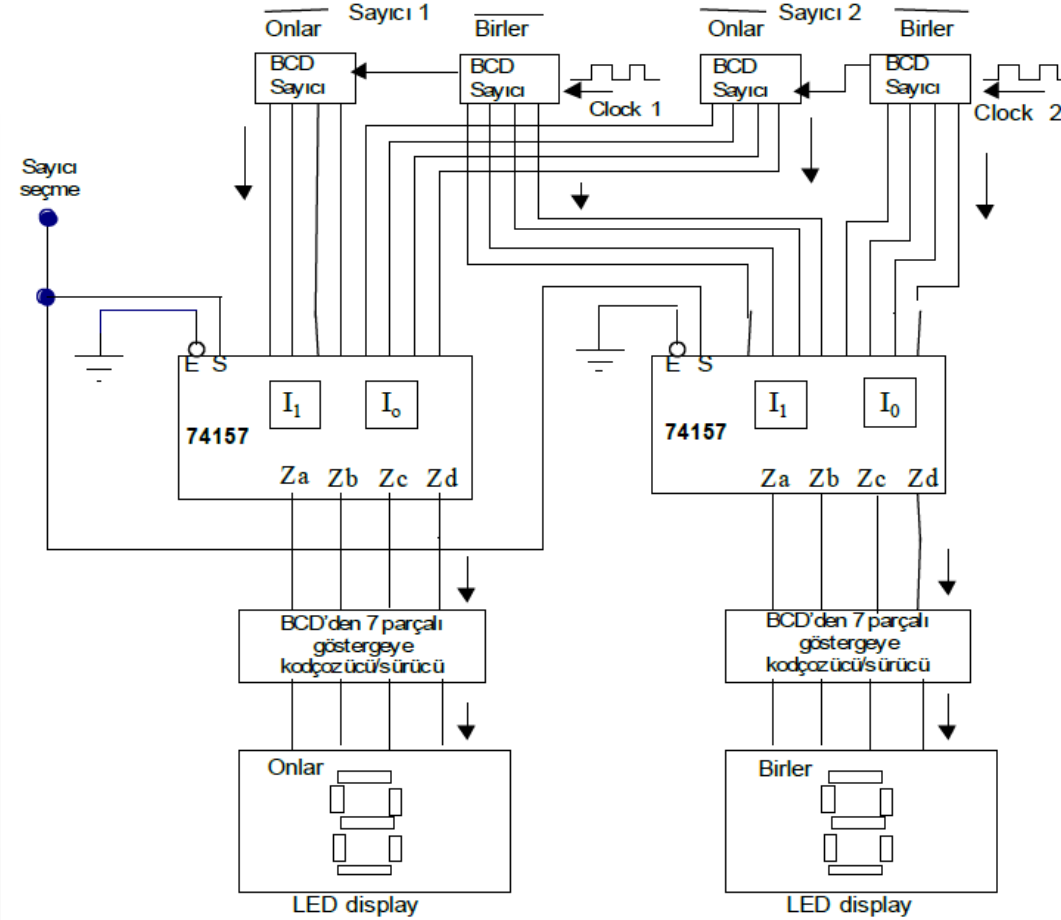 Sayıcı 1
Sayıcı 2
Onlar
Birler
Onlar
Birler
BCD
Sayıcı
BCD
Sayıcı
BCD
Sayıcı
BCD
Sayıcı
Clock 1
Clock 2
Sayıcı
seçme
E S
E S
I1
Io
I1
I0
74157
74157
Za Zb Zc Zd
Za Zb Zc Zd
BCD'den 7 parçalı
göstergeye
kodçozücü/sürücü
BCD'den 7 parçalı
göstergeye
kodçozücü/sürücü
Onlar
Birler
LED display
LED display